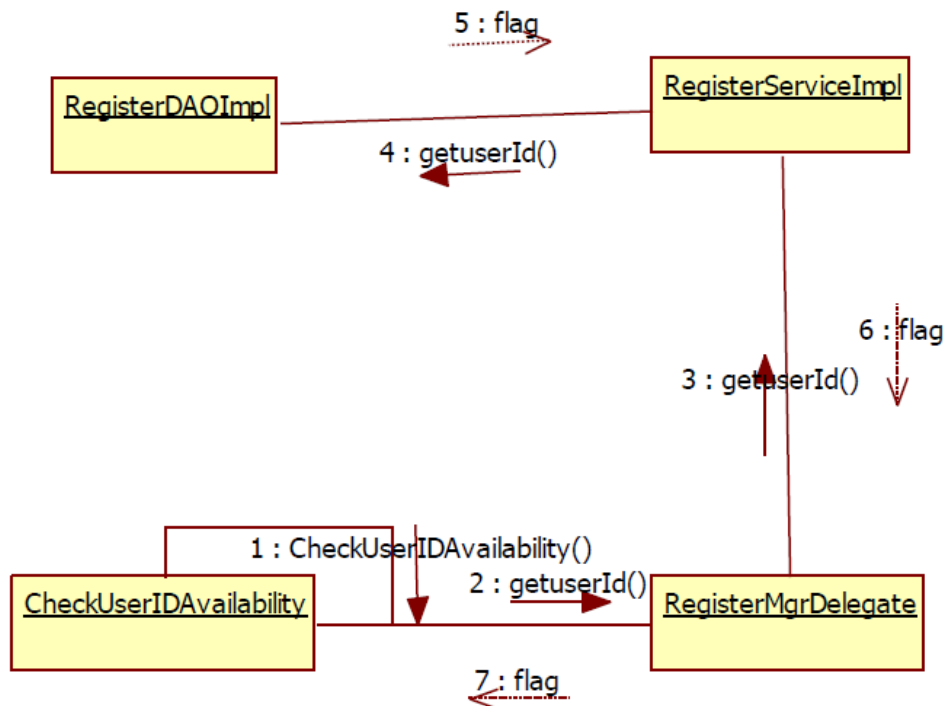 5 : flag
RegisterDAOImpl
RegisterServiceImpl
4 : getuserId()
6 : flag
3 : getuserId()
1 : CheckUserIDAvailability()
2 : getuserId()
CheckUserIDAvailability
RegisterMgrDelegate
7 : flag